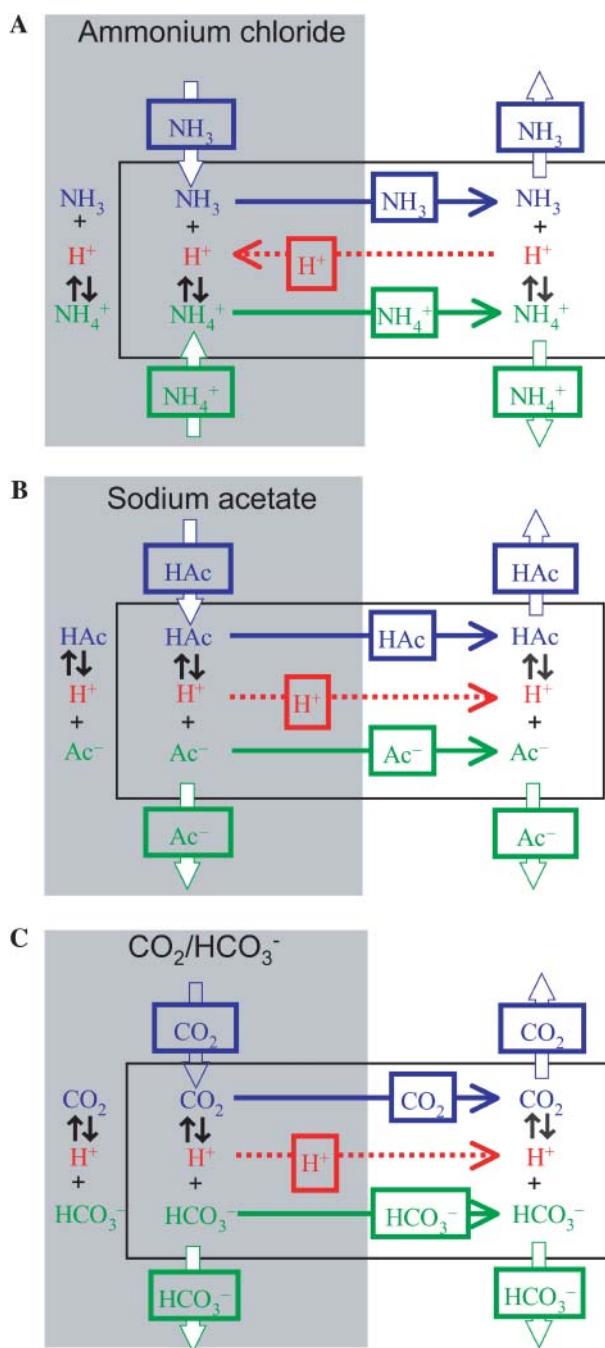 A
Ammonium chloride
NH₃ NH₃
NH₃ NH₃ NH₃ NH₃
+ + +
H⁺ H⁺ H⁺ H⁺
NH₄⁺ NH₄⁺ NH₄⁺ NH₄⁺
NH₄⁺ NH₄⁺
B
Sodium acetate
HAc HAc
HAc HAc HAc HAc
H⁺ H⁺ H⁺ H⁺
+ + +
Ac⁻ Ac⁻ Ac⁻ Ac⁻
Ac⁻ Ac⁻
C
CO₂/HCO₃⁻
CO₂ CO₂
CO₂ CO₂ CO₂ CO₂
H⁺ H⁺ H⁺ H⁺
+ + +
HCO₃⁻ HCO₃⁻ HCO₃⁻ HCO₃⁻
HCO₃⁻ HCO₃⁻